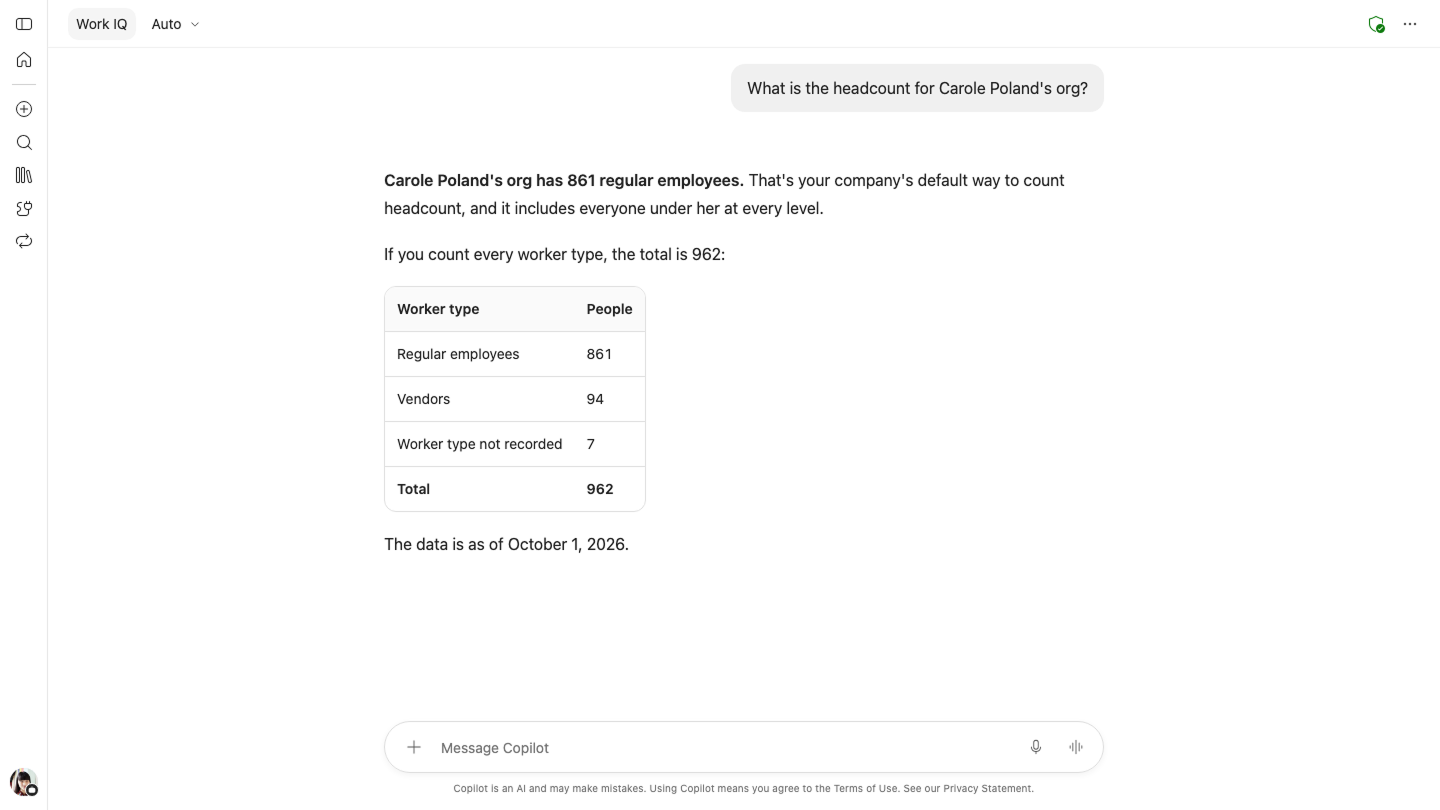 Work IQ Auto
What is the headcount for Carole Poland's org?
Carole Poland's org has 861 regular employees. That's your company's default way to count
headcount, and it includes everyone under her at every level.
If you count every worker type, the total is 962:
Worker type People
Regular employees 861
Vendors 94
Worker type not recorded 7
Total 962
The data is as of October 1, 2026.
Message Copilot
Copilot is an AI and may make mistakes. Using Copilot means you agree to the Terms of Use. See our Privacy Statement.